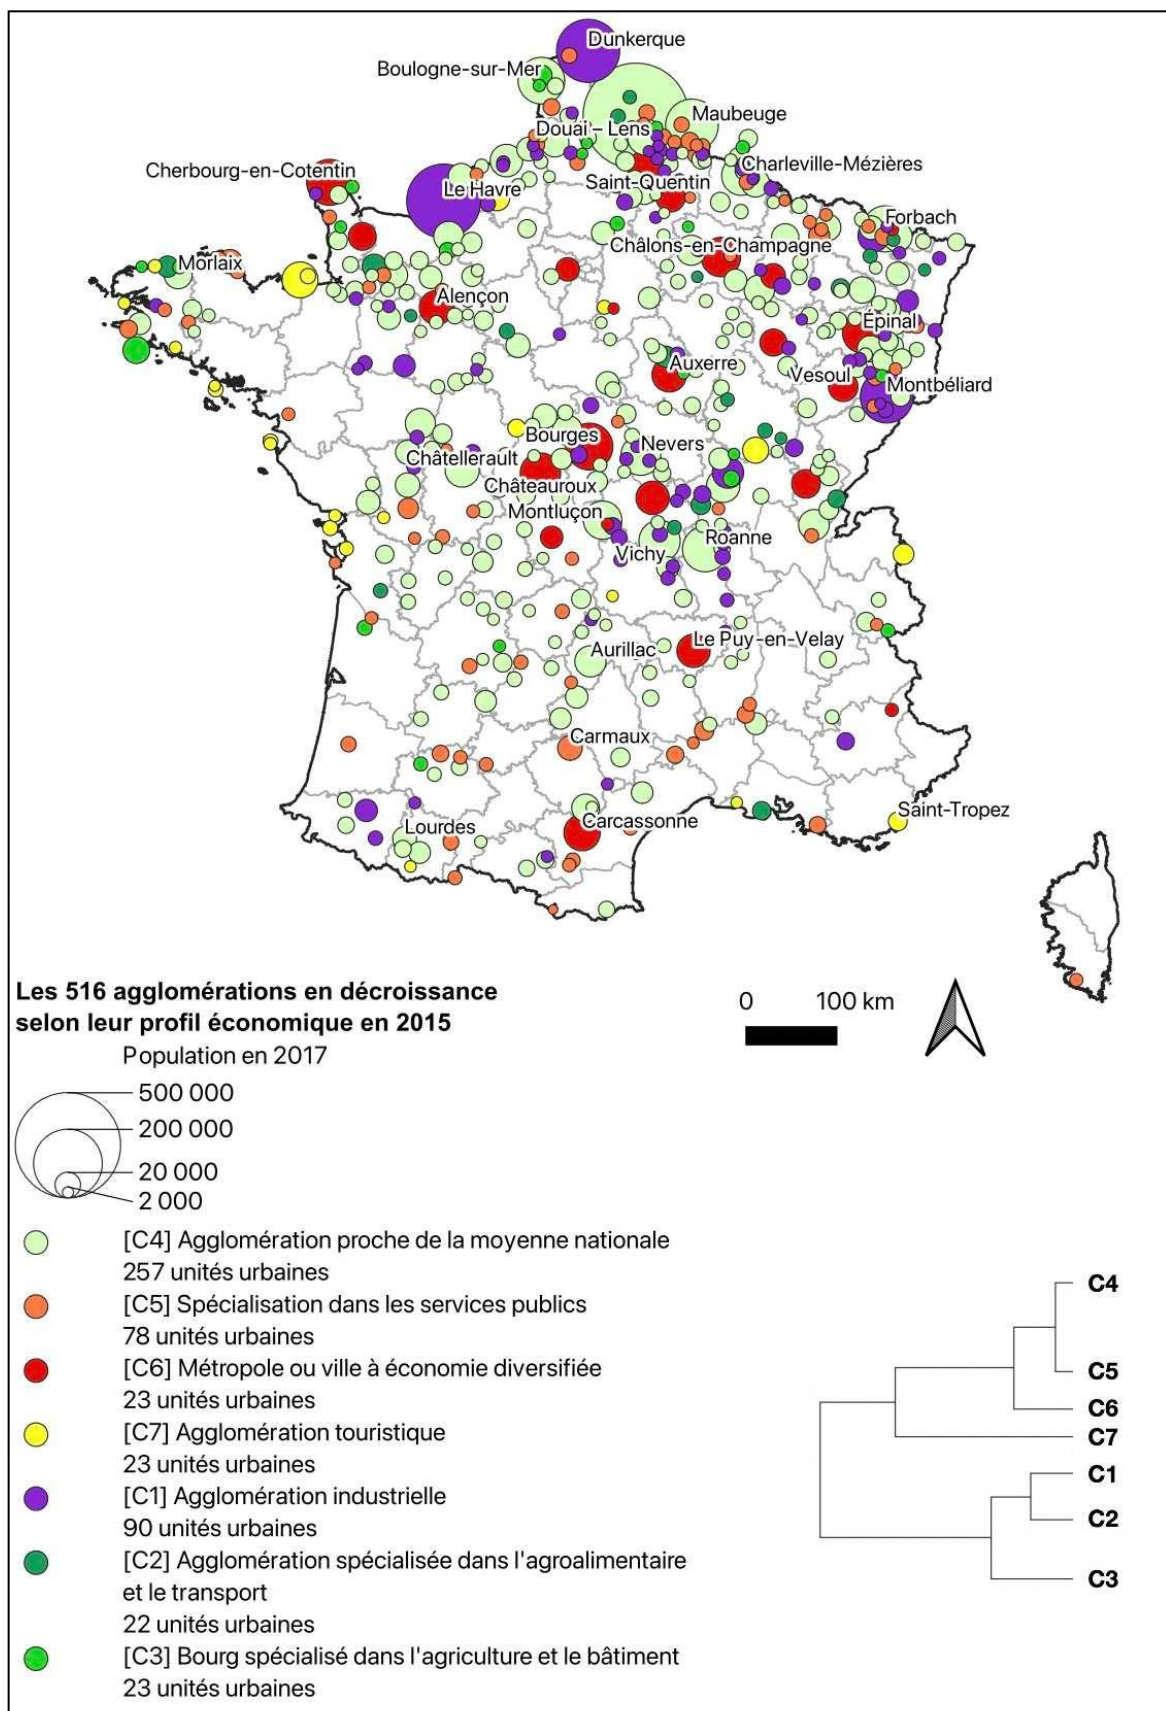 Dunkerque
Boulogne-sur-Mer
Maubeuge
Douai – Lens
Charleville-Mézières
Cherbourg-en-Cotentin
Saint-Quentin
Le Havre
Forbach
Châlons-en-Champagne
Morlaix
Alençon
Épinal
Auxerre
Vesoul
Montbéliard
Bourges
Nevers
Châtellerault
Châteauroux
Montluçon
Roanne
Vichy
Le Puy-en-Velay
Aurillac
Carmaux
Saint-Tropez
Carcassonne
Lourdes
Les 516 agglomérations en décroissance
selon leur profil économique en 2015
0 100 km
Population en 2017
500 000
200 000
20 000
2 000
[C4] Agglomération proche de la moyenne nationale
257 unités urbaines
[C5] Spécialisation dans les services publics
78 unités urbaines
[C6] Métropole ou ville à économie diversifiée
23 unités urbaines
[C7] Agglomération touristique
23 unités urbaines
[C1] Agglomération industrielle
90 unités urbaines
[C2] Agglomération spécialisée dans l'agroalimentaire
et le transport
22 unités urbaines
[C3] Bourg spécialisé dans l'agriculture et le bâtiment
23 unités urbaines
C4
C5
C6
C7
C1
C2
C3